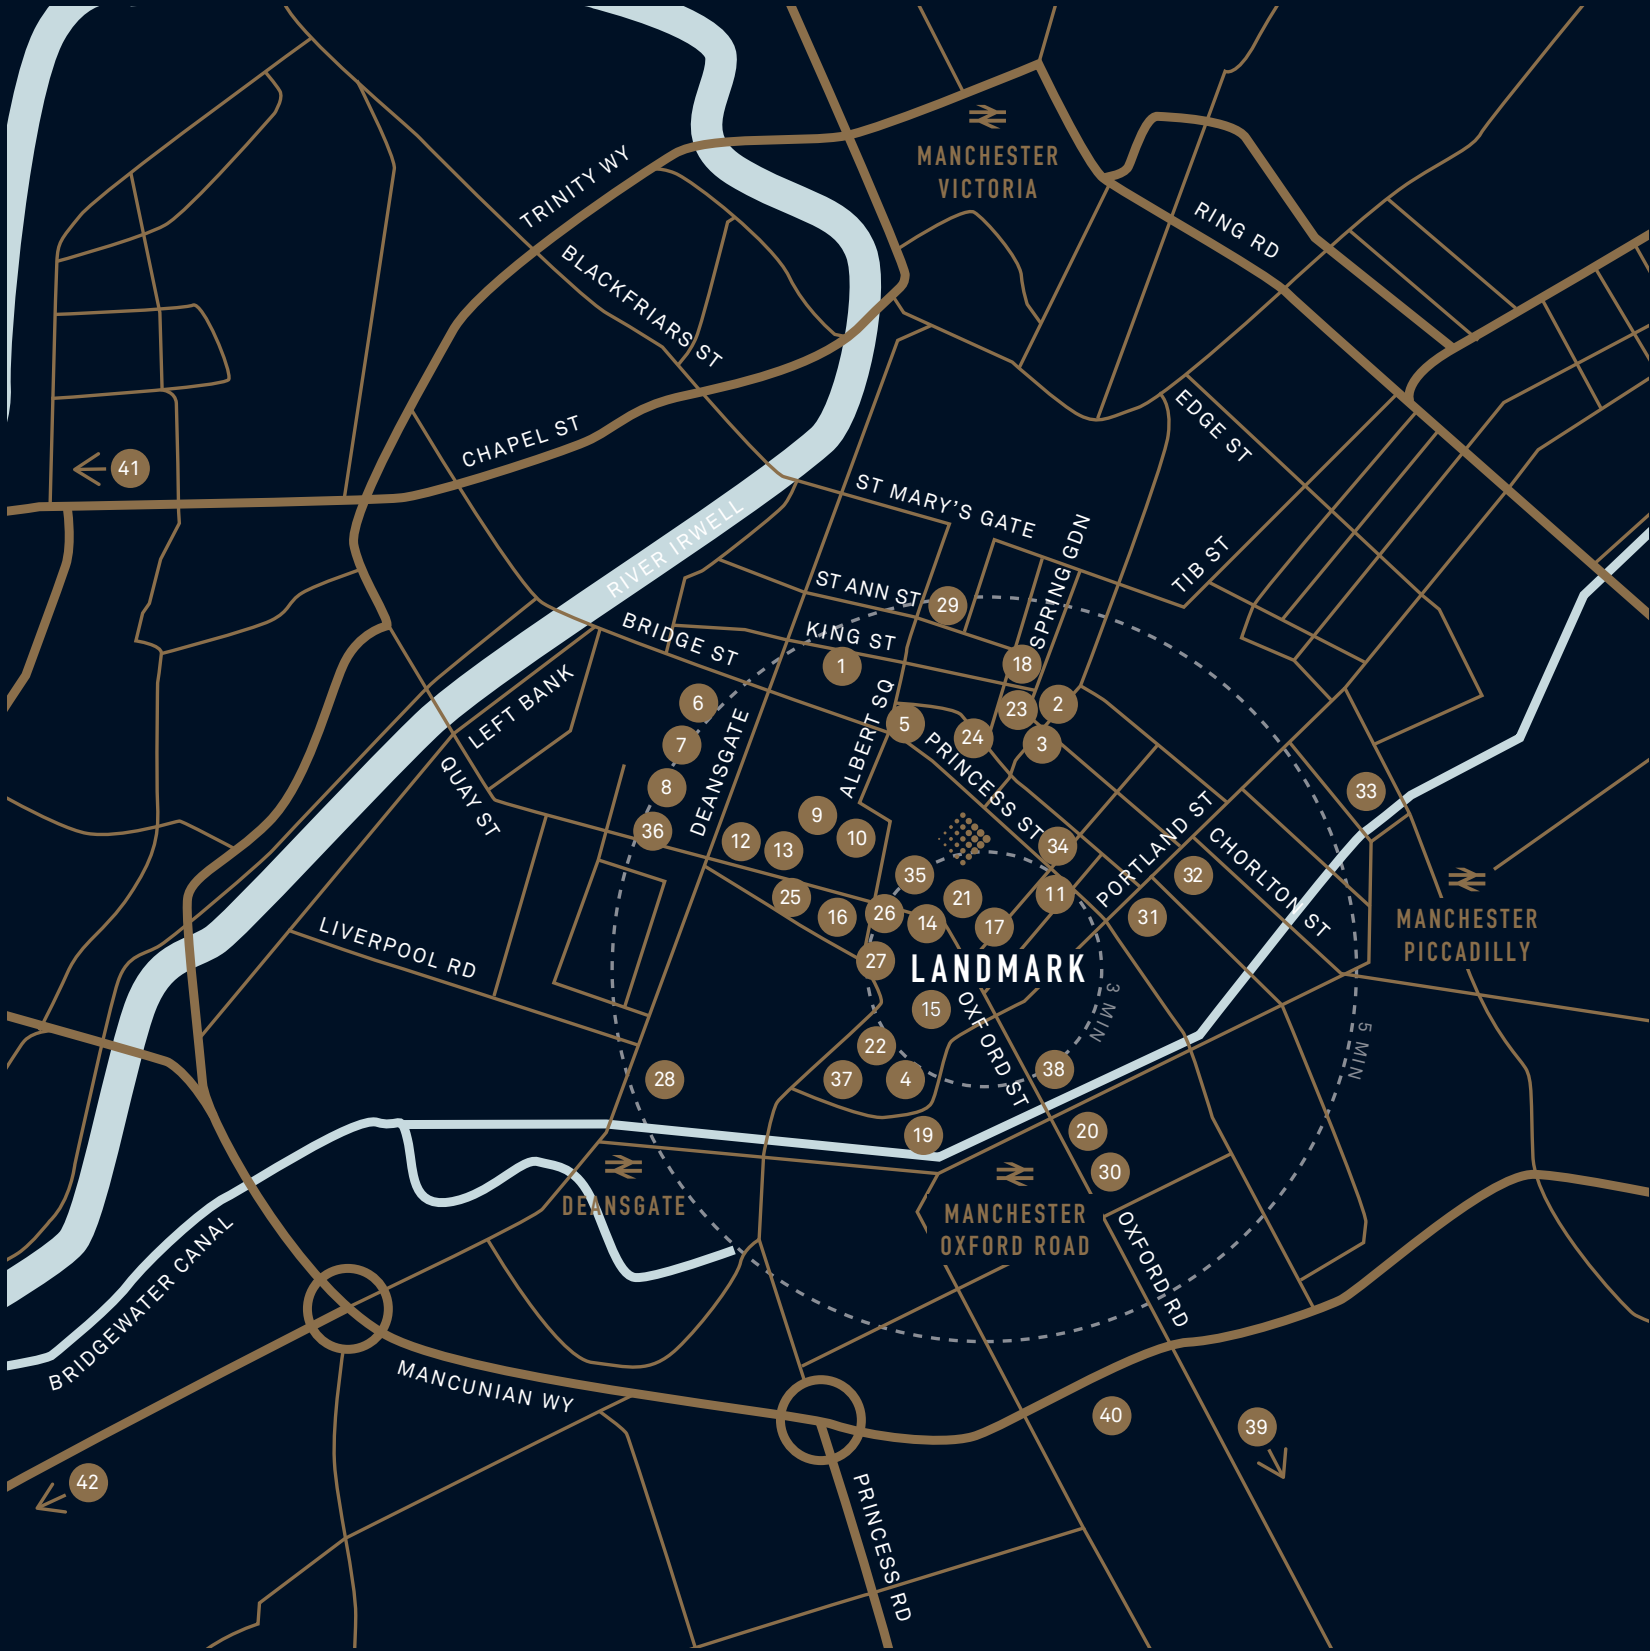 MANCHESTER
VICTORIA
TRINITY WY
RING RD
BLACKFRIARS ST
EDGE ST
CHAPEL ST
41
ST MARY'S GATE
RIVER IRWELL
SPRING GDN
TIB ST
ST ANN ST
29
BRIDGE ST
KING ST
1
18
LEFT BANK
6
ALBERT SQ
5
23
2
7
DEANSGATE
24
3
QUAY ST
8
PRINCESS ST
33
36
9
10
12
13
34
PORTLAND ST
CHORLTON ST
35
32
25
16
26
14
21
17
11
31
MANCHESTER
PICCADILLY
LIVERPOOL RD
27
LANDMARK
15
OXFORD ST
3 MIN
5 MIN
22
28
37
4
38
19
20
30
DEANSGATE
MANCHESTER
OXFORD ROAD
OXFORD RD
BRIDGEWATER CANAL
MANCUNIAN WY
40
39
42
PRINCESS RD